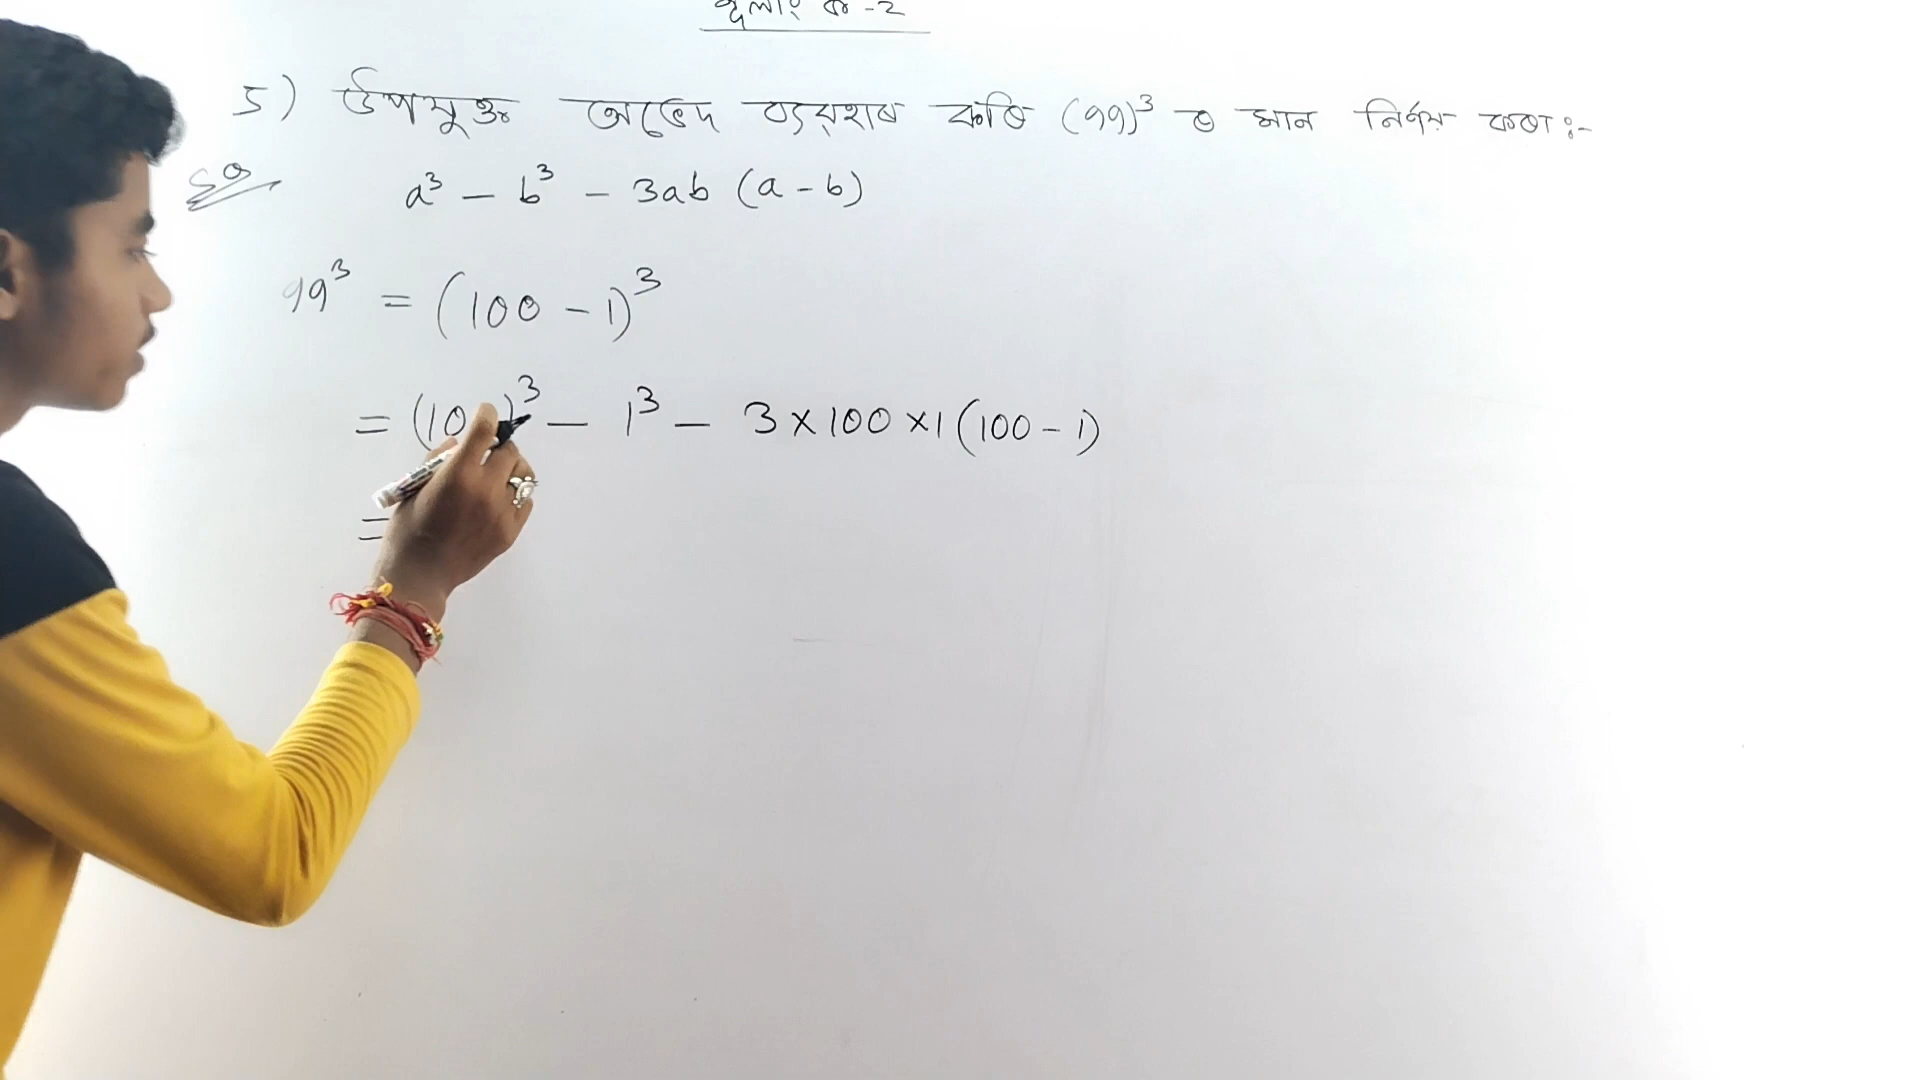 5) উপযুক্ত অভেদ ব্যৱহাৰ কৰি (99)³ ৰ মান নিৰ্ণয় কৰা :-
a³ - b³ - 3ab (a - b)
99³ = (100 - 1)³
= (100)³ - 1³ - 3 × 100 × 1 (100 - 1)
=